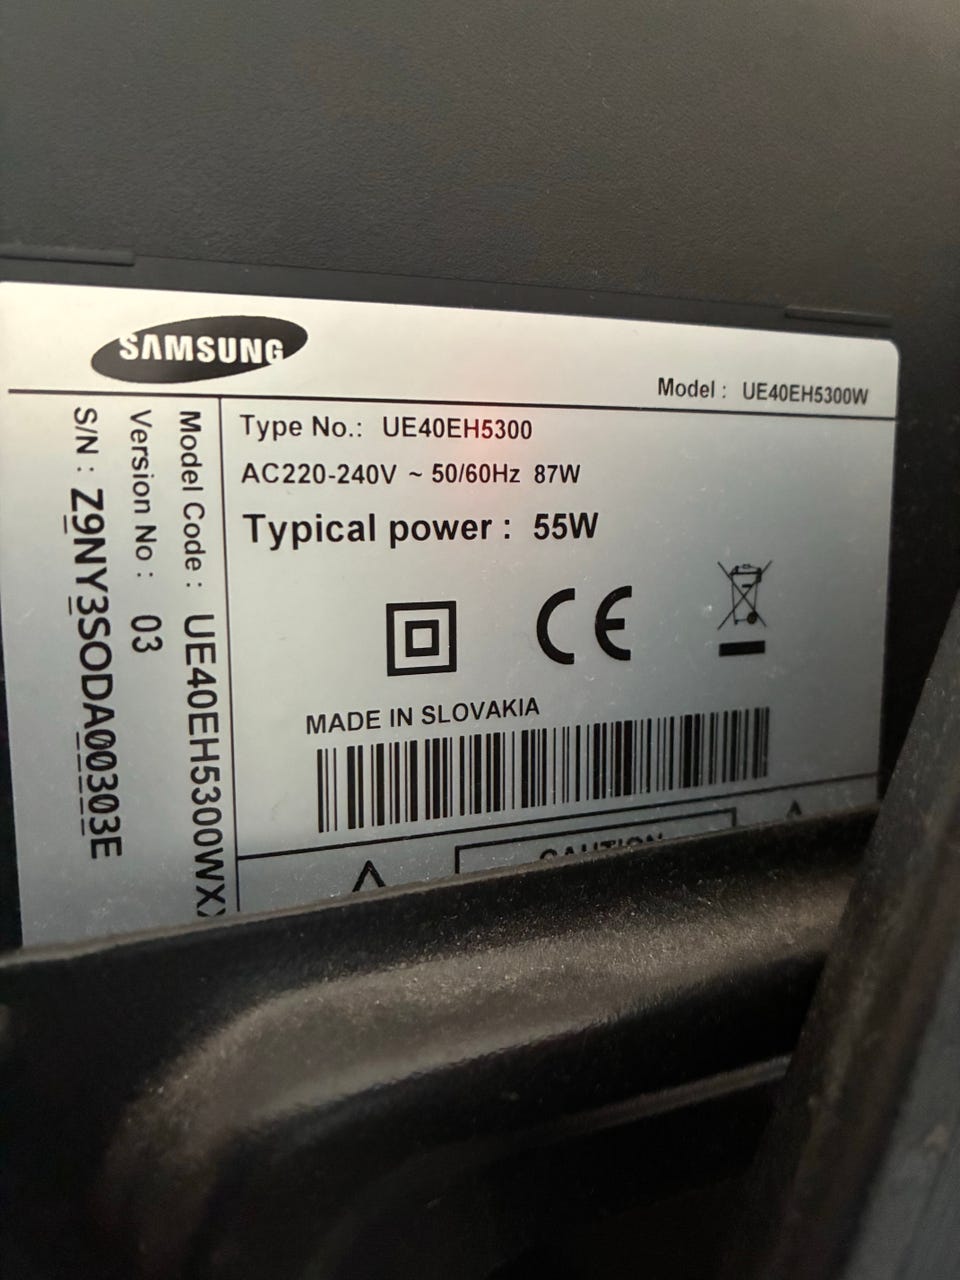 SAMSUNG
Model : UE40EH5300W
Type No.: UE40EH5300
AC220-240V ~ 50/60Hz 87W
Typical power : 55W
CE
MADE IN SLOVAKIA
CAUTION
Model Code : UE40EH5300WX
Version No : 03
S/N : Z9NY3SODA00303E